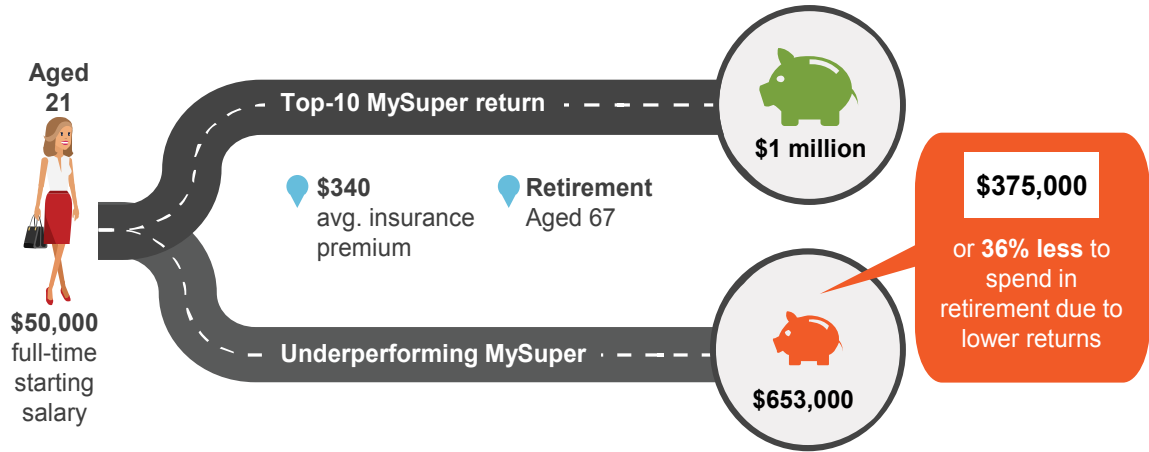 Aged
21
$50,000
full-time
starting
salary
Top-10 MySuper return
$1 million
$340
avg. insurance
premium
Retirement
Aged 67
Underperforming MySuper
$653,000
$375,000
or 36% less to
spend in
retirement due to
lower returns